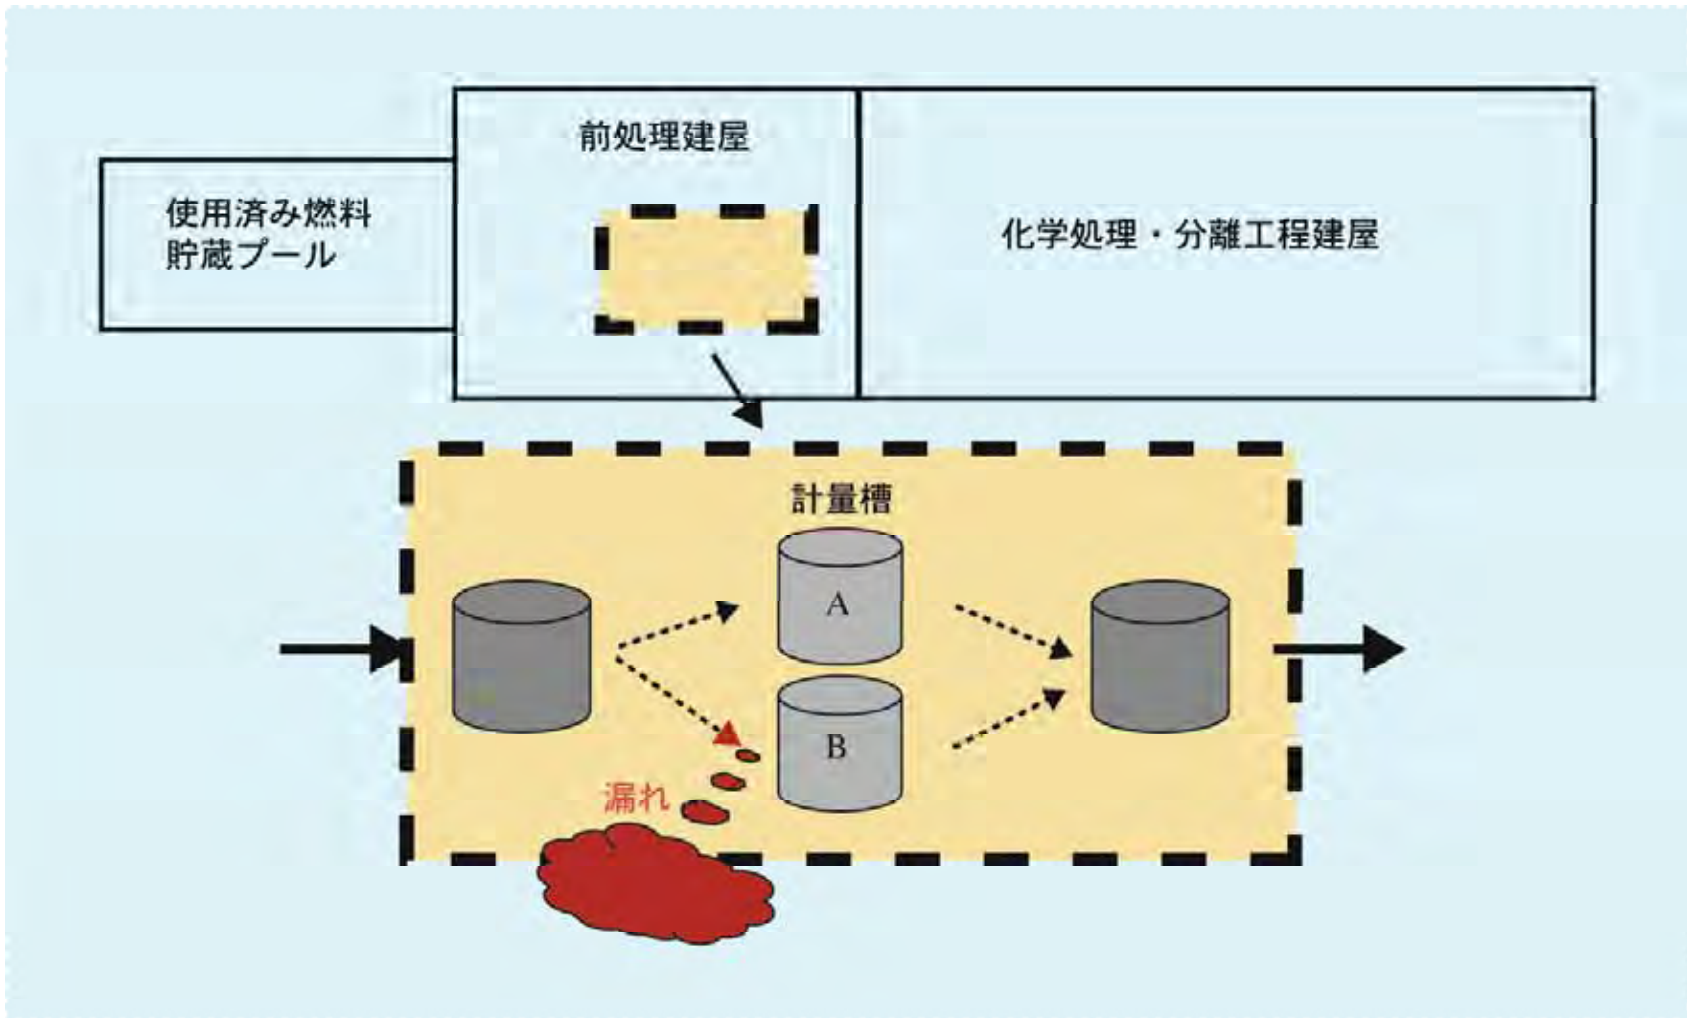 前処理建屋
使用済み燃料
貯蔵プール
化学処理・分離工程建屋
計量槽
A
B
漏れ